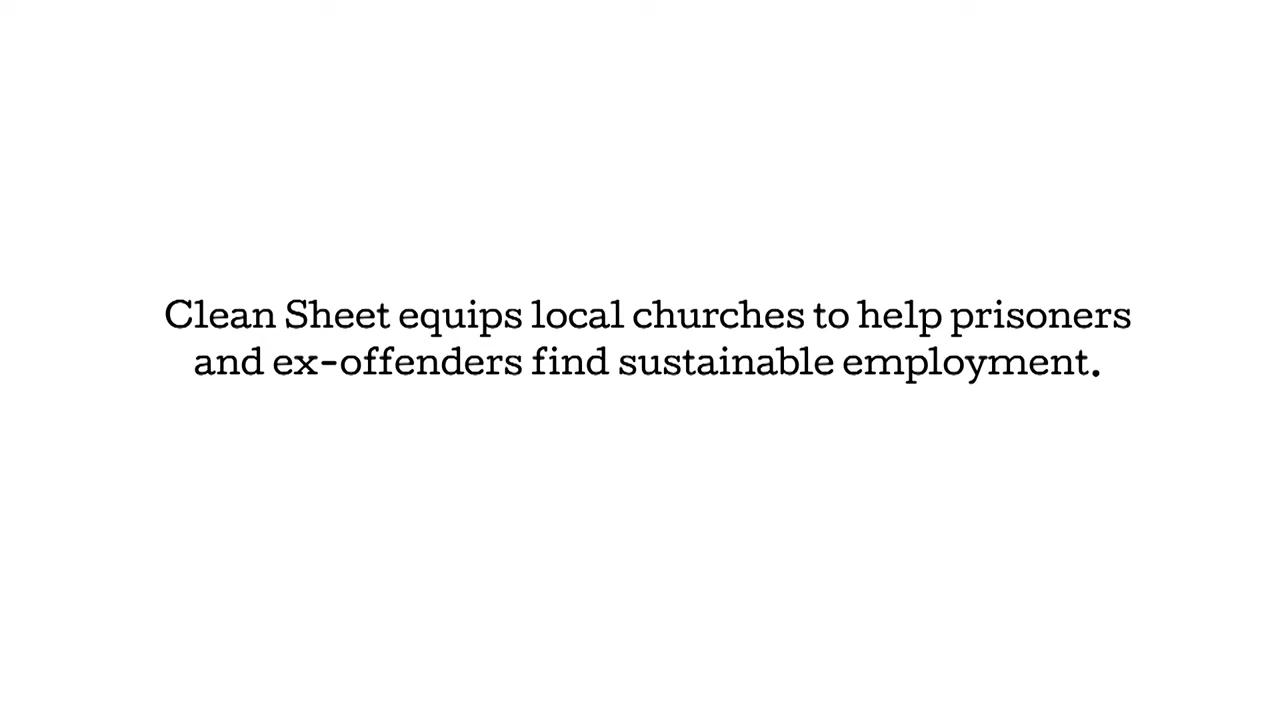 Clean Sheet equips local churches to help prisoners
and ex-offenders find sustainable employment.